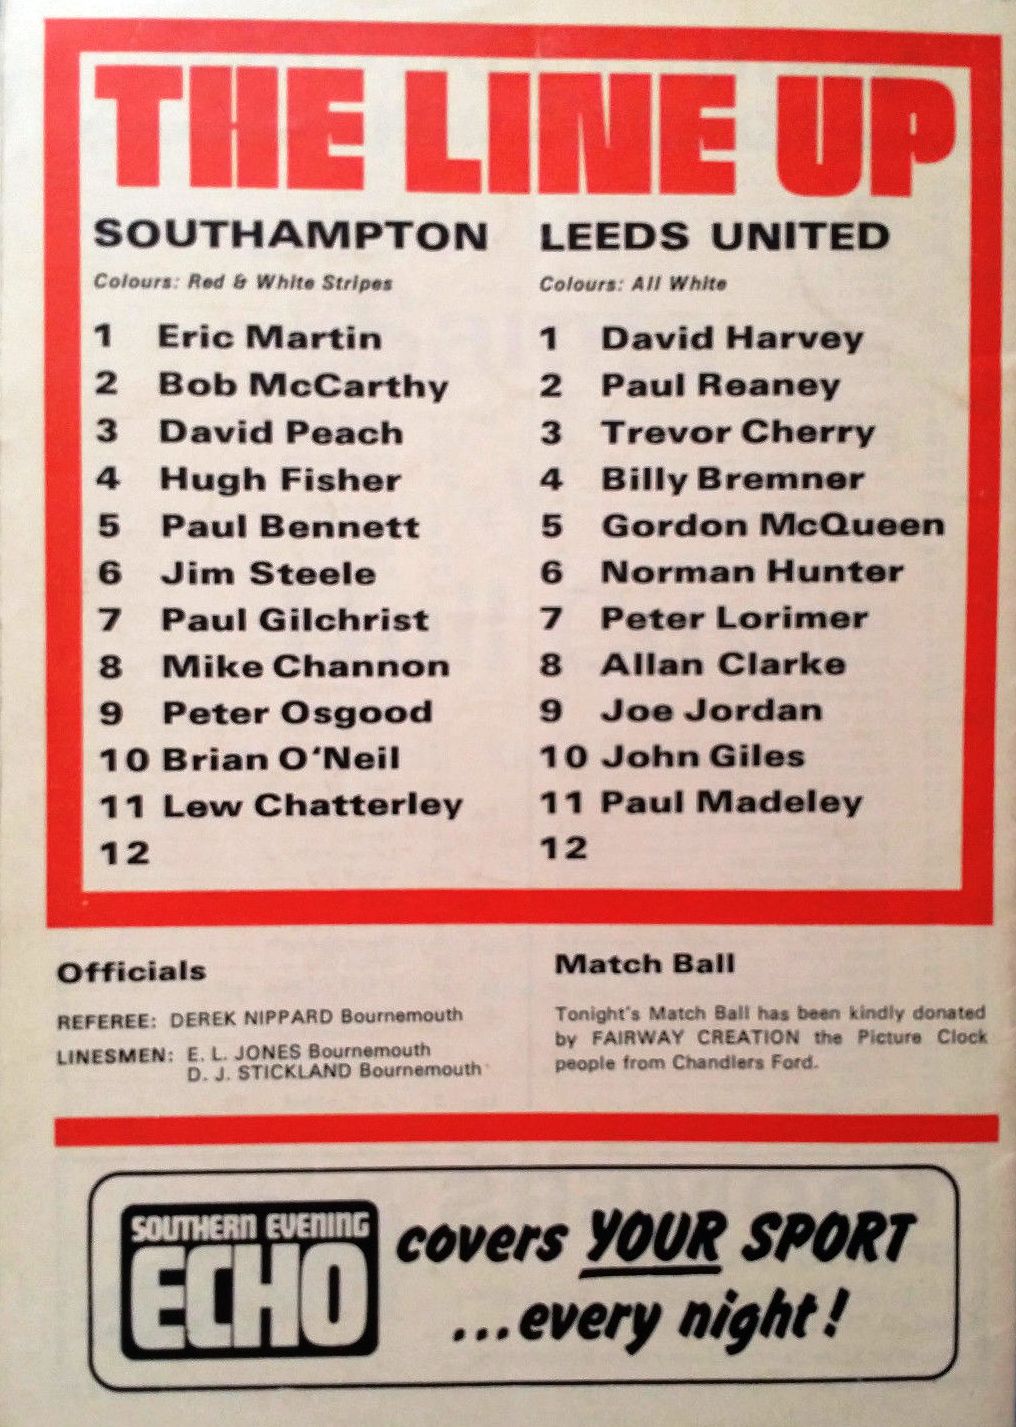 THE LINE UP
SOUTHAMPTON
Colours: Red & White Stripes
1 Eric Martin
2 Bob McCarthy
3 David Peach
4 Hugh Fisher
5 Paul Bennett
6 Jim Steele
7 Paul Gilchrist
8 Mike Channon
9 Peter Osgood
10 Brian O‘Neil
11 Lew Chatterley
12
LEEDS UNITED
Colours: All White
1 David Harvey
2 Paul Reaney
3 Trevor Cherry
4 Billy Bremner
5 Gordon McQueen
6 Norman Hunter
7 Peter Lorimer
8 Allan Clarke
9 Joe Jordan
10 John Giles
11 Paul Madeley
12
Officials
REFEREE: DEREK NIPPARD Bournemouth
LINESMEN: E. L. JONES Bournemouth
D. J. STICKLAND Bournemouth
Match Ball
Tonight's Match Ball has been kindly donated
by FAIRWAY CREATION the Picture Clock
people from Chandlers Ford.
SOUTHERN EVENING
ECHO
covers YOUR SPORT
...every night!